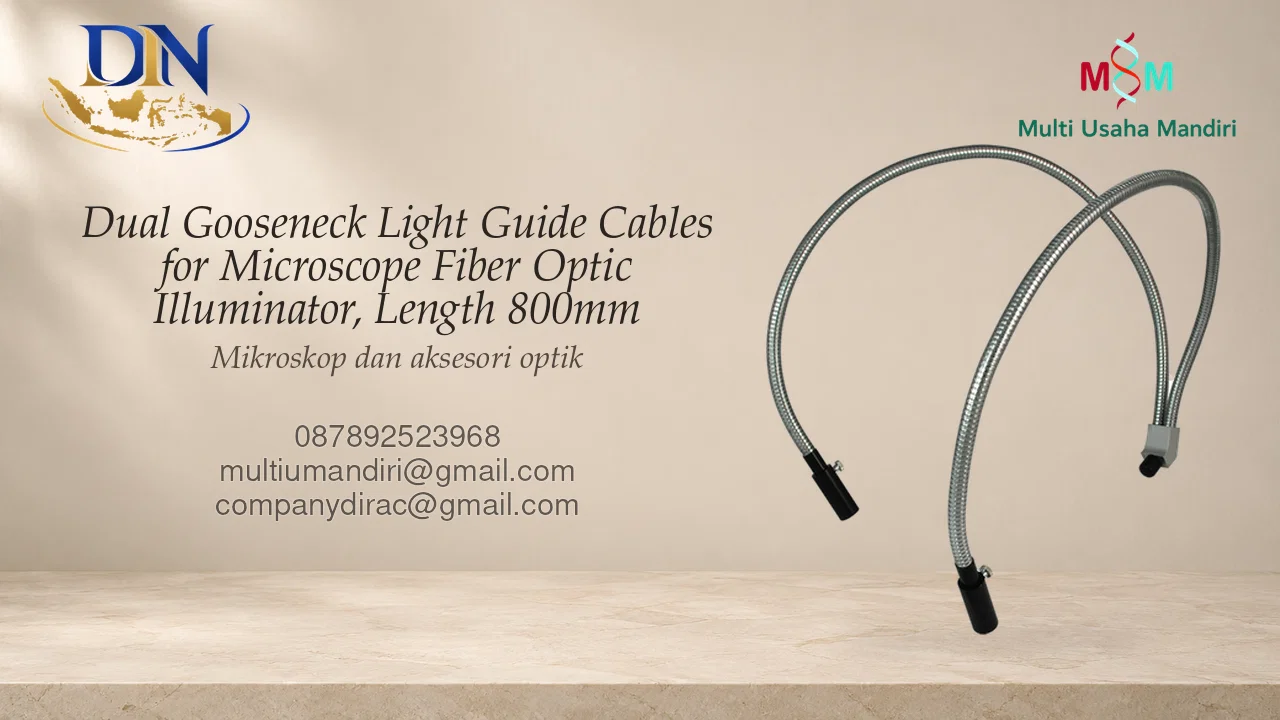 DIN
M M
Multi Usaha Mandiri
Dual Gooseneck Light Guide Cables
for Microscope Fiber Optic
Illuminator, Length 800mm
Mikroskop dan aksesori optik
087892523968
multiumandiri@gmail.com
companydirac@gmail.com